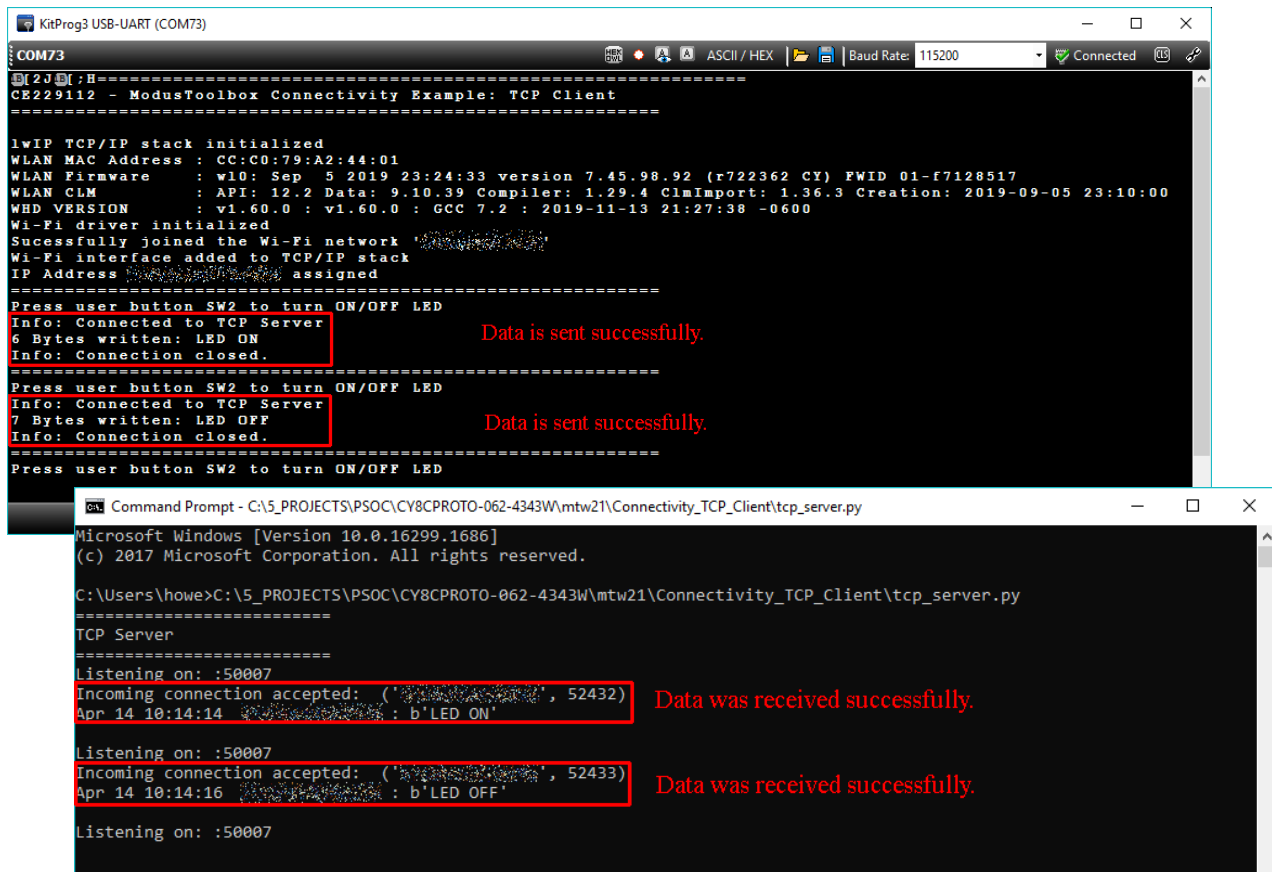 KitProg3 USB-UART (COM73)
COM73 ASCII / HEX Baud Rate: 115200 Connected
[2J [;H===========================================================================
CE229112 - ModusToolbox Connectivity Example: TCP Client
============================================================
lwIP TCP/IP stack initialized
WLAN MAC Address : CC:C0:79:A2:44:01
WLAN Firmware : wl0: Sep 5 2019 23:24:33 version 7.45.98.92 (r722362 CY) FWID 01-f7128517
WLAN CLM : API: 12.2 Data: 9.10.39 Compiler: 1.29.4 ClmImport: 1.36.3 Creation: 2019-09-05 23:10:00
WHD VERSION : v1.60.0 : v1.60.0 : GCC 7.2 : 2019-11-13 21:27:38 -0600
Wi-Fi driver initialized
Sucessfully joined the Wi-Fi network ' '
Wi-Fi interface added to TCP/IP stack
IP Address assigned
============================================================
Press user button SW2 to turn ON/OFF LED
Info: Connected to TCP Server
6 Bytes written: LED ON
Info: Connection closed.
Data is sent successfully.
============================================================
Press user button SW2 to turn ON/OFF LED
Info: Connected to TCP Server
7 Bytes written: LED OFF
Info: Connection closed.
Data is sent successfully.
============================================================
Press user button SW2 to turn ON/OFF LED
Command Prompt - C:\5_PROJECTS\PSOC\CY8CPROTO-062-4343W\mtw21\Connectivity_TCP_Client\tcp_server.py
Microsoft Windows [Version 10.0.16299.1686]
(c) 2017 Microsoft Corporation. All rights reserved.
C:\Users\howe>C:\5_PROJECTS\PSOC\CY8CPROTO-062-4343W\mtw21\Connectivity_TCP_Client\tcp_server.py
==========================
TCP Server
==========================
Listening on: :50007
Incoming connection accepted: (' ', 52432)
Apr 14 10:14:14 : b'LED ON'
Data was received successfully.
Listening on: :50007
Incoming connection accepted: (' ', 52433)
Apr 14 10:14:16 : b'LED OFF'
Data was received successfully.
Listening on: :50007